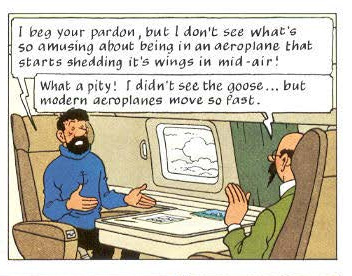 I beg your pardon, but I don't see what's
so amusing about being in an aeroplane that
starts shedding it's wings in mid-air!
What a pity! I didn't see the goose... but
modern aeroplanes move so fast.